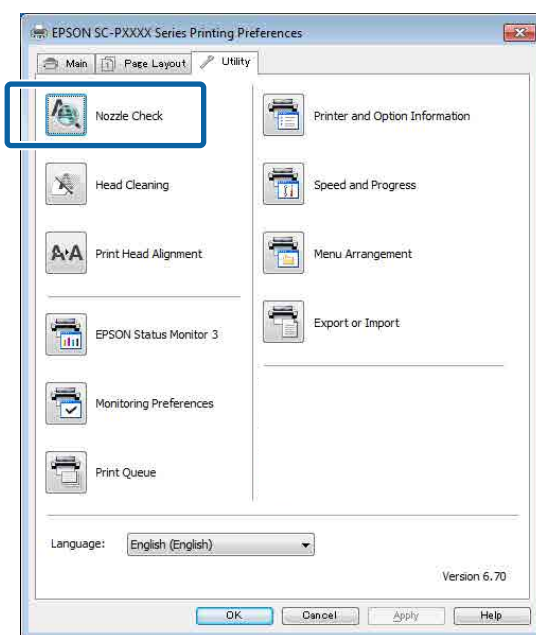 EPSON SC-PXXXX Series Printing Preferences
Main
Page Layout
Utility
Nozzle Check
Printer and Option Information
Head Cleaning
Speed and Progress
Print Head Alignment
Menu Arrangement
EPSON Status Monitor 3
Export or Import
Monitoring Preferences
Print Queue
Language: English (English)
Version 6.70
OK Cancel Apply Help